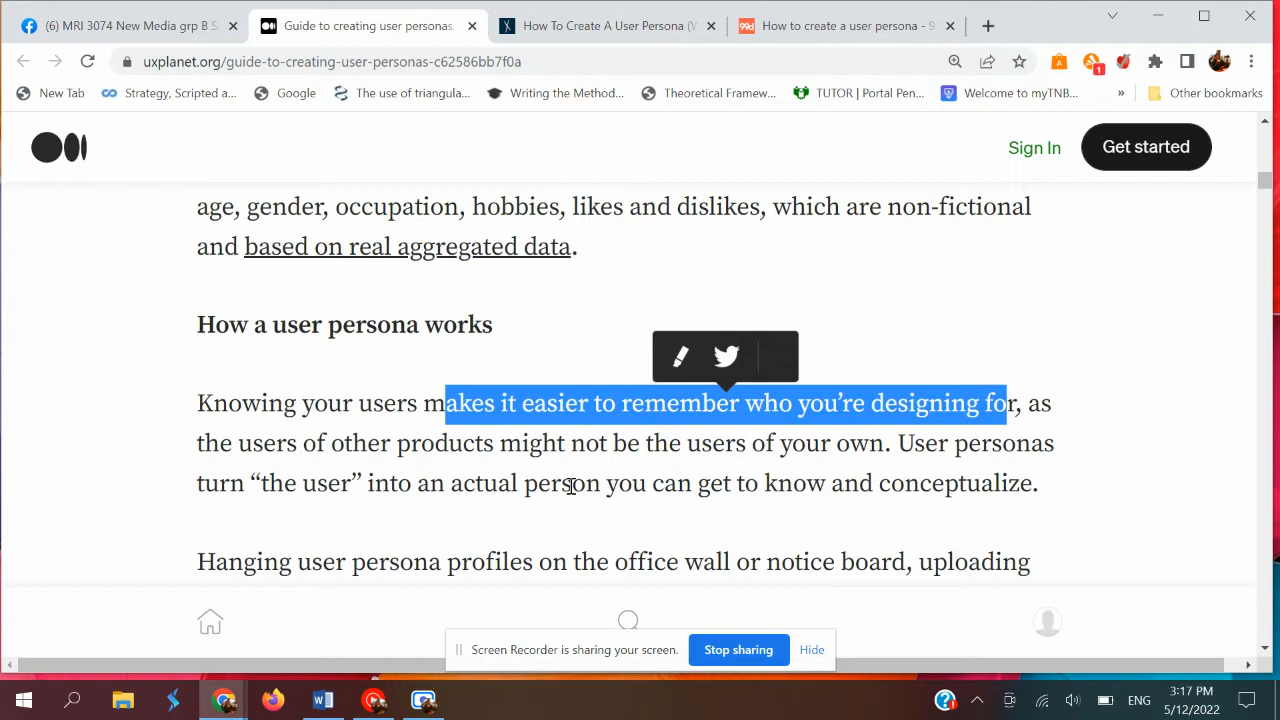 (6) MRI 3074 New Media grp B S
Guide to creating user personas.
How To Create A User Persona (W
99d
How to create a user persona - 9
uxplanet.org/guide-to-creating-user-personas-c62586bb7f0a
1
New Tab
Strategy, Scripting a...
Google
The use of triangula...
Writing the Method...
Theoretical Framew...
TUTOR | Portal Pen...
Welcome to myTNB...
»
Other bookmarks
Sign In
Get started
age, gender, occupation, hobbies, likes and dislikes, which are non-fictional
and based on real aggregated data.
How a user persona works
Knowing your users makes it easier to remember who you’re designing for, as
the users of other products might not be the users of your own. User personas
turn “the user” into an actual person you can get to know and conceptualize.
Hanging user persona profiles on the office wall or notice board, uploading
Screen Recorder is sharing your screen.
Stop sharing
Hide
ENG
3:17 PM
5/12/2022